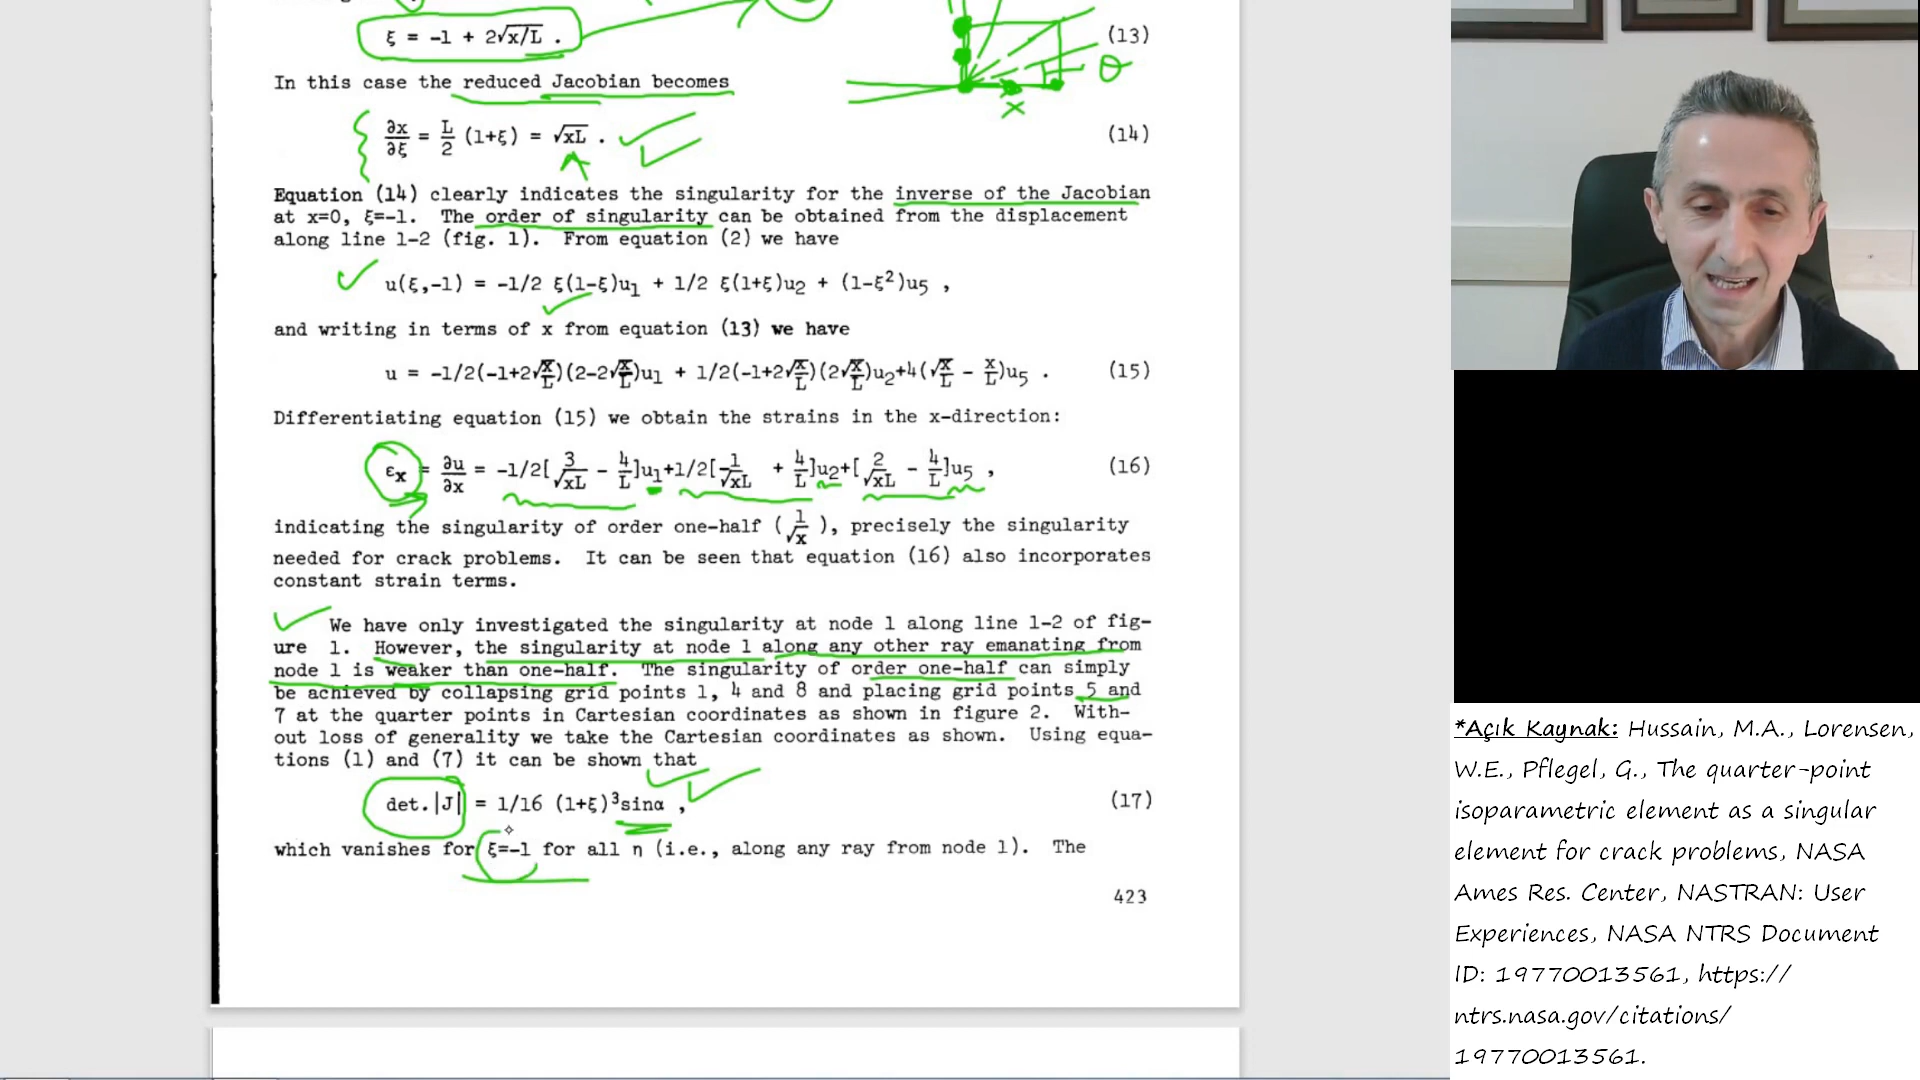 ξ = -1 + 2√x/L . (13)
θ
x
In this case the reduced Jacobian becomes
∂x/∂ξ = L/2 (1+ξ) = √xL . (14)
Equation (14) clearly indicates the singularity for the inverse of the Jacobian
at x=0, ξ=-1. The order of singularity can be obtained from the displacement
along line 1-2 (fig. 1). From equation (2) we have
u(ξ,-1) = -1/2 ξ(1-ξ)u1 + 1/2 ξ(1+ξ)u2 + (1-ξ²)u5 ,
and writing in terms of x from equation (13) we have
u = -1/2(-1+2√x/L)(2-2√x/L)u1 + 1/2(-1+2√x/L)(2√x/L)u2+4(√x/L - x/L)u5 . (15)
Differentiating equation (15) we obtain the strains in the x-direction:
εx = ∂u/∂x = -1/2[3/√xL - 4/L]u1+1/2[-1/√xL + 4/L]u2+[2/√xL - 4/L]u5 , (16)
indicating the singularity of order one-half (1/√x), precisely the singularity
needed for crack problems. It can be seen that equation (16) also incorporates
constant strain terms.
We have only investigated the singularity at node 1 along line 1-2 of fig-
ure 1. However, the singularity at node 1 along any other ray emanating from
node 1 is weaker than one-half. The singularity of order one-half can simply
be achieved by collapsing grid points 1, 4 and 8 and placing grid points 5 and
7 at the quarter points in Cartesian coordinates as shown in figure 2. With-
out loss of generality we take the Cartesian coordinates as shown. Using equa-
tions (1) and (7) it can be shown that
det.|J| = 1/16 (1+ξ)³sinα , (17)
which vanishes for ξ=-1 for all η (i.e., along any ray from node 1). The
423
*Açık Kaynak: Hussain, M.A., Lorensen,
W.E., Pflegel, G., The quarter-point
isoparametric element as a singular
element for crack problems, NASA
Ames Res. Center, NASTRAN: User
Experiences, NASA NTRS Document
ID: 19770013561, https://
ntrs.nasa.gov/citations/
19770013561.